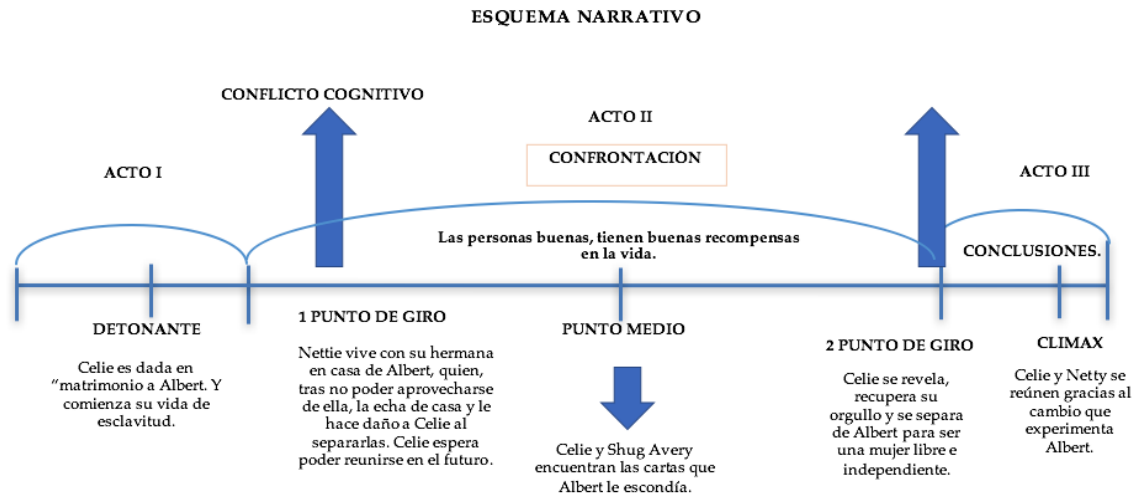 ESQUEMA NARRATIVO
CONFLICTO COGNITIVO
ACTO II
CONFRONTACIÓN
ACTO I
ACTO III
Las personas buenas, tienen buenas recompensas
en la vida.
CONCLUSIONES.
DETONANTE
Celie es dada en
“matrimonio a Albert. Y
comienza su vida de
esclavitud.
1 PUNTO DE GIRO
Nettie vive con su hermana
en casa de Albert, quien,
tras no poder aprovecharse
de ella, la echa de casa y le
hace daño a Celie al
separarlas. Celie espera
poder reunirse en el futuro.
PUNTO MEDIO
Celie y Shug Avery
encuentran las cartas que
Albert le escondía.
2 PUNTO DE GIRO
Celie se revela,
recupera su
orgullo y se separa
de Albert para ser
una mujer libre e
independiente.
CLIMAX
Celie y Netty se
reúnen gracias al
cambio que
experimenta
Albert.